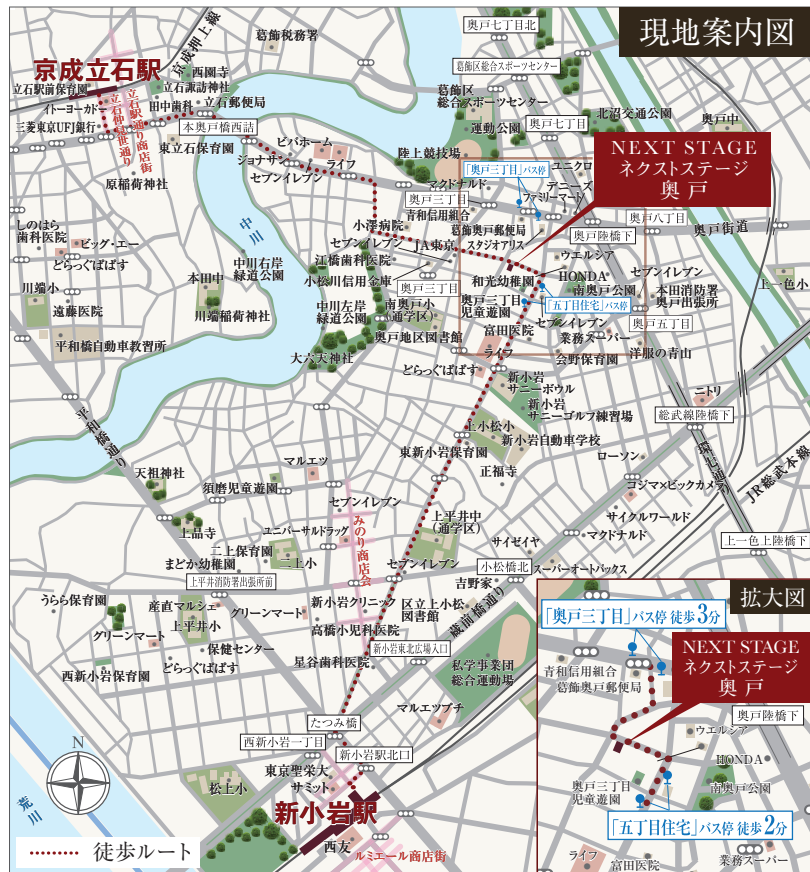 現地案内図
奥戸七丁目北
葛飾税務署
京成押上線
京成立石駅
西園寺
立石諏訪神社
立石駅前保育園
イトーヨーカドー
田中歯科
立石郵便局
三菱東京UFJ銀行
立石仲見世通り
立石駅通り商店街
本奥戸橋西詰
東立石保育園
原稲荷神社
ジョナサン
セブンイレブン
ビバホーム
ライフ
葛飾区総合スポーツセンター
葛飾区
総合スポーツセンター
運動公園
陸上競技場
奥戸七丁目
北沼交通公園
奥戸中
NEXT STAGE
ネクストステージ
奥戸
「奥戸三丁目」バス停
ユニクロ
デニーズ
ファミリーマート
マクドナルド
奥戸三丁目
青和信用組合
葛飾奥戸郵便局
奥戸陸橋下
奥戸八丁目
奥戸街道
小澤病院
セブンイレブン
JA東京
スタジオアリス
ウエルシア
江橋歯科医院
小松川信用金庫
奥戸三丁目
和光幼稚園
HONDA
南奥戸公園
セブンイレブン
本田消防署
奥戸出張所
上一色小
しのはら
歯科医院
ビッグ・エー
どらっぐぱぱす
川端小
遠藤医院
平和橋自動車教習所
中川
中川右岸
緑道公園
本田中
川端稲荷神社
中川左岸
緑道公園
南奥戸小
(通学区)
奥戸三丁目
児童遊園
「五丁目住宅」バス停
奥戸五丁目
奥戸地区図書館
富田医院
セブンイレブン
業務スーパー
洋服の青山
大六天神社
ライフ
会野保育園
どらっぐぱぱす
新小岩
サニーボウル
ニトリ
新小岩
サニーゴルフ練習場
総武線陸橋下
平和橋通り
上小松小
東新小岩保育園
新小岩自動車学校
環七通り
JR総武本線
天祖神社
マルエツ
須磨児童遊園
正福寺
ローソン
コジマ×ビックカメラ
セブンイレブン
上品寺
ユニバーサルドラッグ
みのり商店会
上平井中
(通学区)
サイクルワールド
マクドナルド
サイゼイヤ
上一色上陸橋下
二上保育園
まどか幼稚園
二上小
セブンイレブン
小松橋北
スーパーオートバックス
上平井消防署出張所前
吉野家
うらら保育園
産直マルシェ
グリーンマート
新小岩クリニック
区立上小松
図書館
蔵前橋通り
グリーンマート
上平井小
高橋小児科医院
保健センター
新小岩東北広場入口
西新小岩保育園
どらっぐぱぱす
星谷歯科医院
私学事業団
総合運動場
たつみ橋
マルエツプチ
西新小岩一丁目
新小岩駅北口
N
東京聖栄大
サミット
荒川
松上小
新小岩駅
西友
ルミエール商店街
徒歩ルート
拡大図
「奥戸三丁目」バス停 徒歩3分
NEXT STAGE
ネクストステージ
奥戸
青和信用組合
葛飾奥戸郵便局
奥戸陸橋下
ウエルシア
HONDA
奥戸三丁目
児童遊園
南奥戸公園
「五丁目住宅」バス停 徒歩2分
ライフ
富田医院
業務スーパー